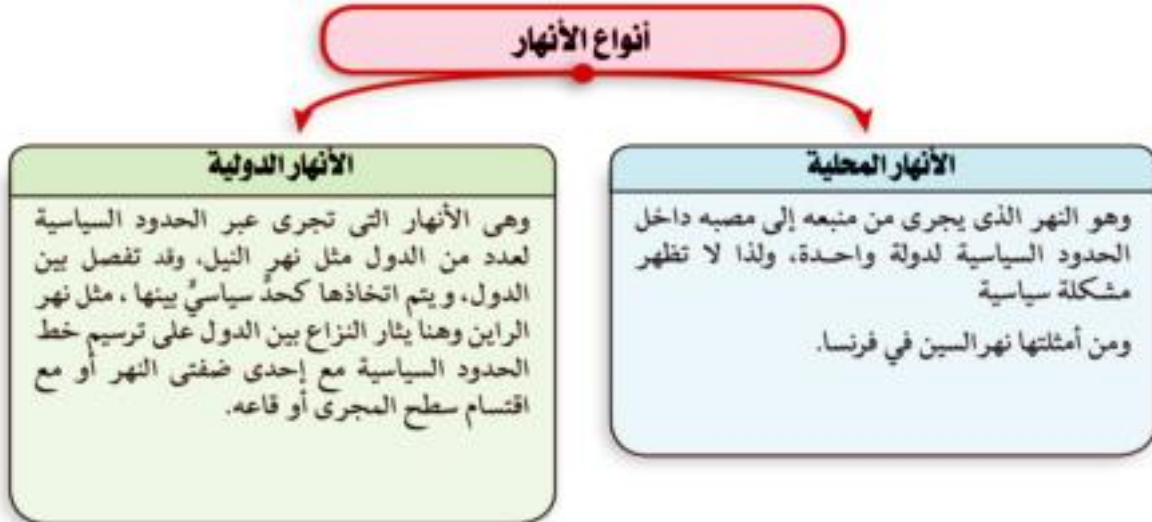 أنواع الأنهار
الأنهار المحلية
وهو النهر الذى يجرى من منبعه إلى مصبه داخل
الحدود السياسية لدولة واحدة، ولذا لا تظهر
مشكلة سياسية
ومن أمثلتها نهر السين في فرنسا.
الأنهار الدولية
وهى الأنهار التى تجرى عبر الحدود السياسية
لعدد من الدول مثل نهر النيل، وقد تفصل بين
الدول، ويتم اتخاذها كحدٌ سياسيٌ بينها، مثل نهر
الراين وهنا يثار النزاع بين الدول على ترسيم خط
الحدود السياسية مع إحدى ضفتى النهر أو مع
اقتسام سطح المجرى أو قاعه.